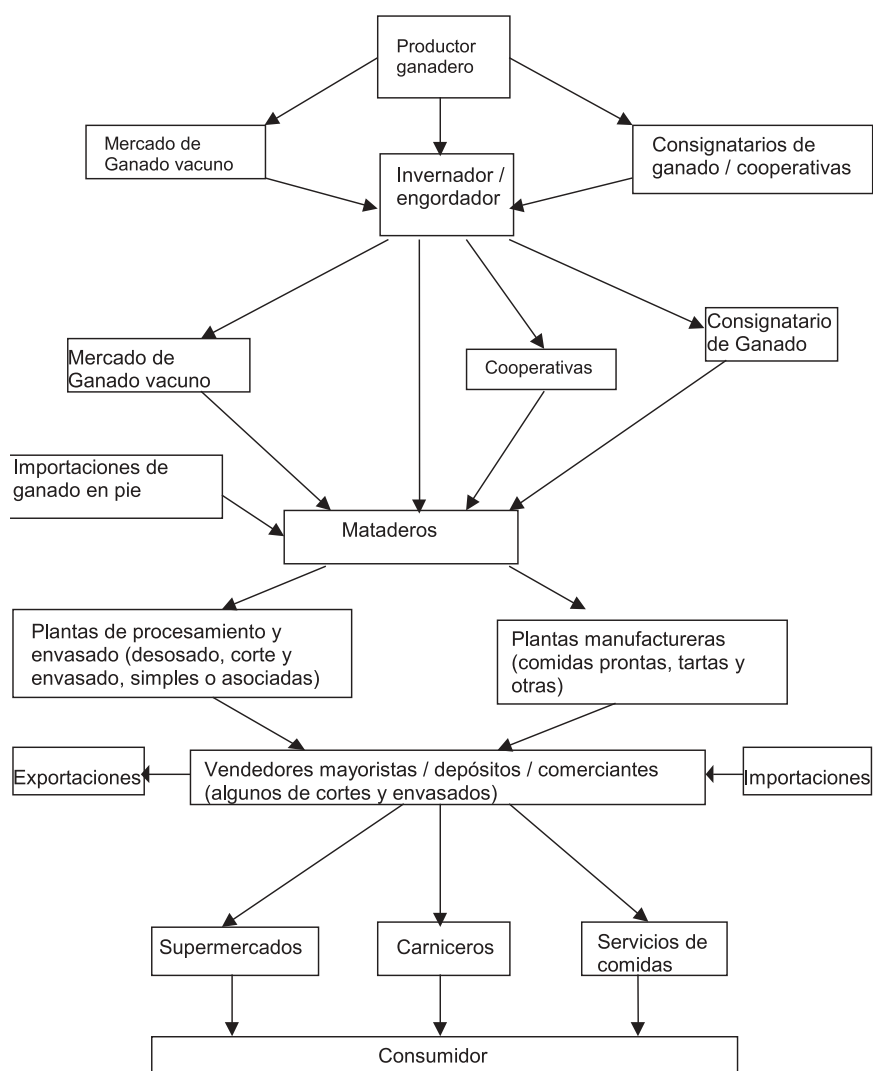 Productor
ganadero
Mercado de
Ganado vacuno
Invernador /
engordador
Consignatarios de
ganado / cooperativas
Mercado de
Ganado vacuno
Cooperativas
Consignatario
de Ganado
Importaciones de
ganado en pie
Mataderos
Plantas de procesamiento y
envasado (desosado, corte y
envasado, simples o asociadas)
Plantas manufactureras
(comidas prontas, tartas y
otras)
Exportaciones
Vendedores mayoristas / depósitos / comerciantes
(algunos de cortes y envasados)
Importaciones
Supermercados
Carniceros
Servicios de
comidas
Consumidor